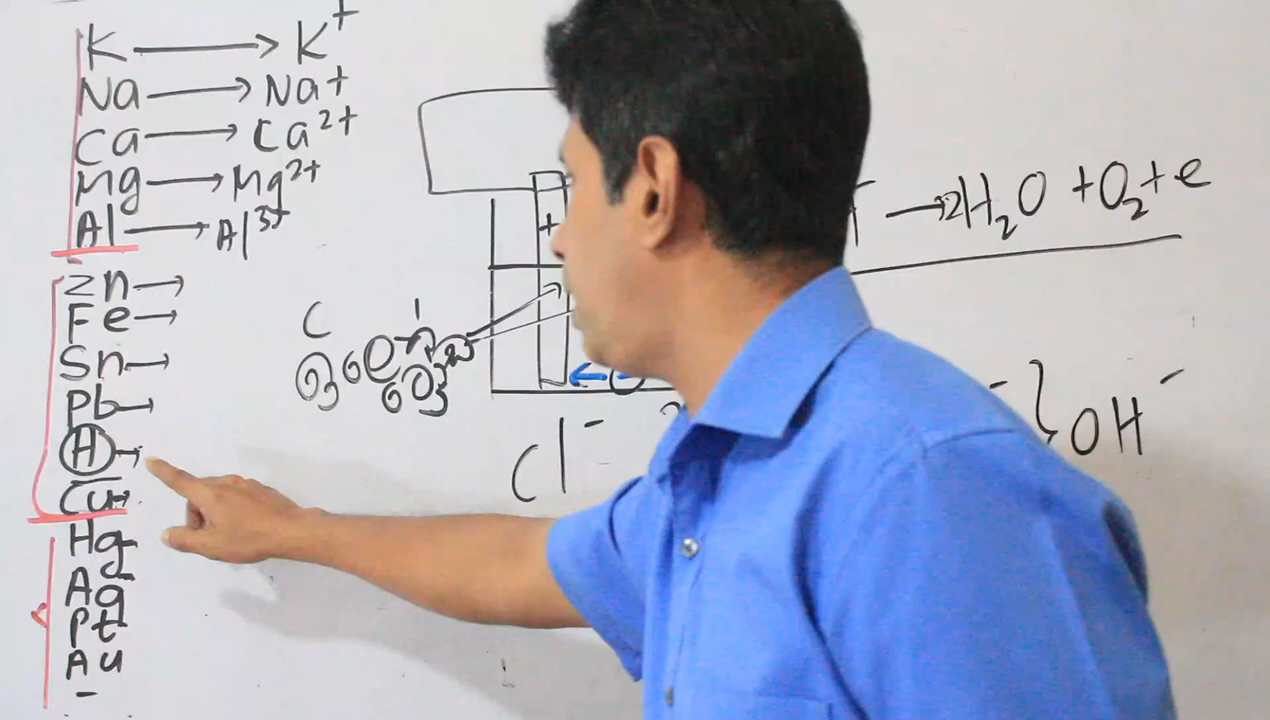 K → K+
Na → Na+
Ca → Ca2+
Mg → Mg2+
Al → Al3+
Zn →
Fe →
Sn →
Pb →
H →
Cu →
Hg
Ag
Pt
Au
+
→ 2H2O + O2 + e
C
Cl-
- } OH-